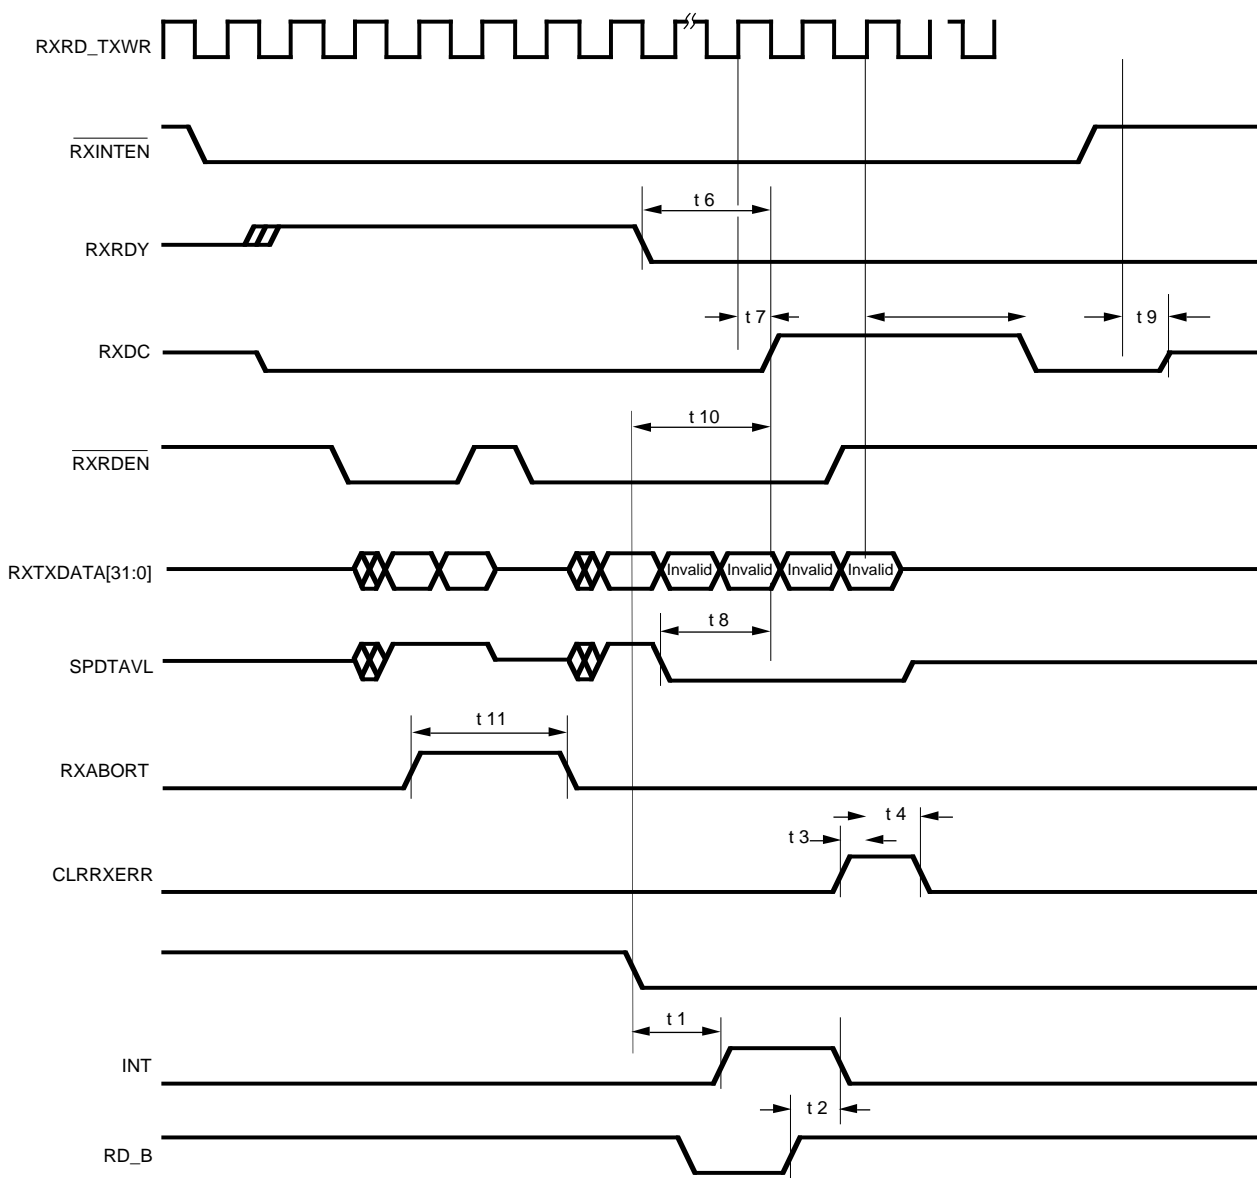 RXRD_TXWR
RXINTEN
t 6
RXRDY
t 7
t 9
RXDC
t 10
RXRDEN
RXTXDATA[31:0]
Invalid Invalid Invalid Invalid
t 8
SPDTAVL
t 11
RXABORT
t 4
t 3
CLRRXERR
t 1
INT
t 2
RD_B